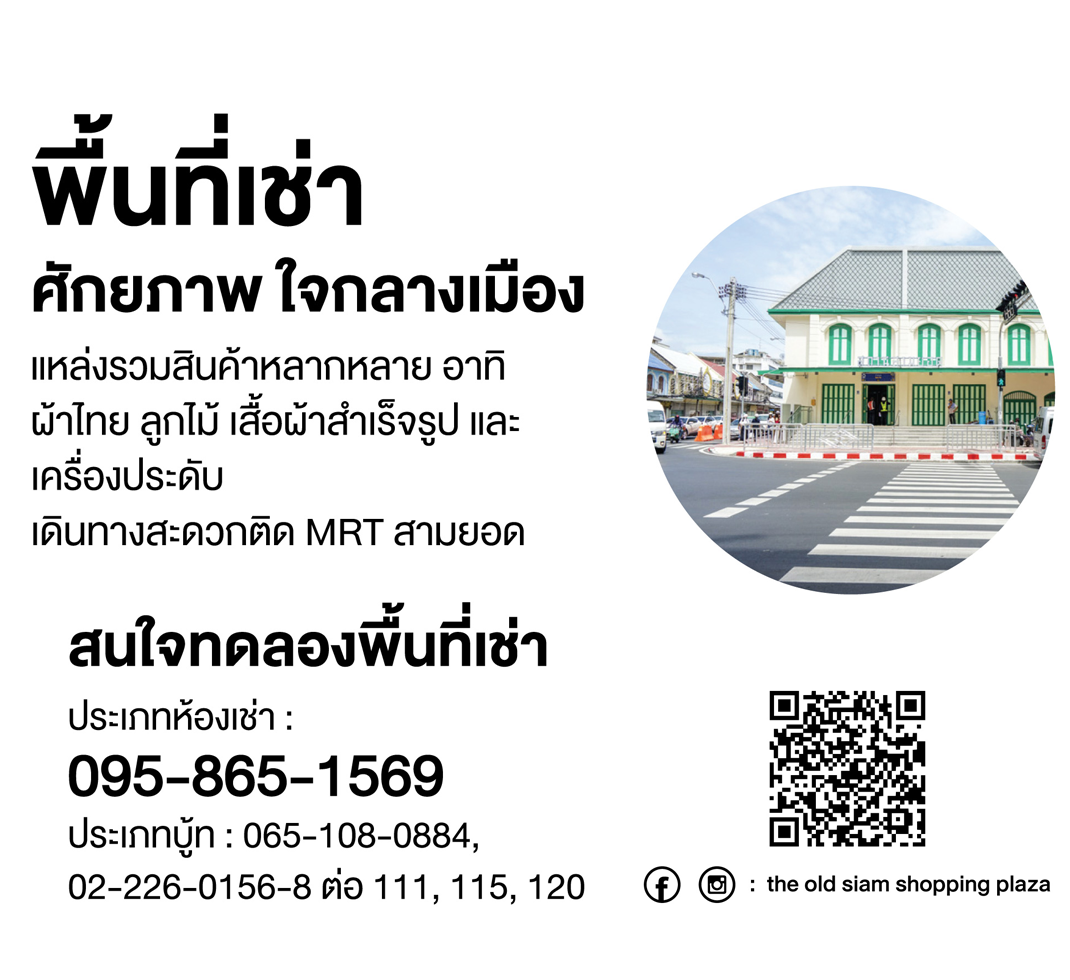 พื้นที่เช่า
ศักยภาพ ใจกลางเมือง
แหล่งรวมสินค้าหลากหลาย อาทิ
ผ้าไทย ลูกไม้ เสื้อผ้าสำเร็จรูป และ
เครื่องประดับ
เดินทางสะดวกติด MRT สามยอด
สนใจทดลองพื้นที่เช่า
ประเภทห้องเช่า :
095-865-1569
ประเภทบู้ท : 065-108-0884,
02-226-0156-8 ต่อ 111, 115, 120
: the old siam shopping plaza